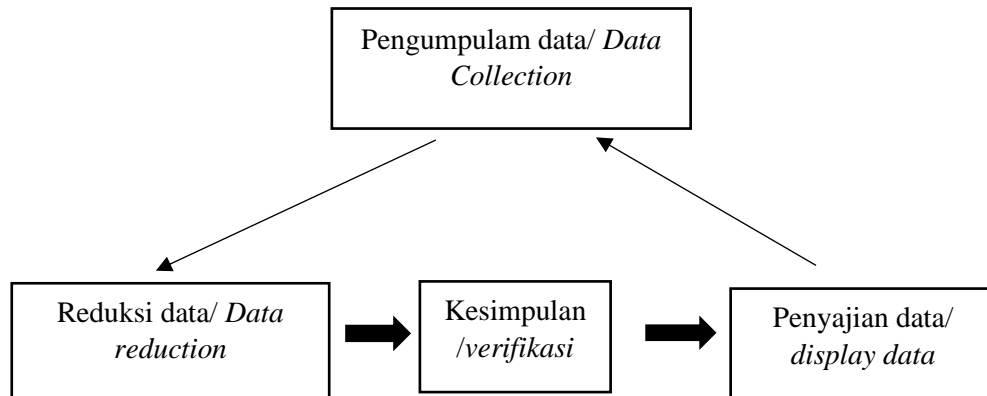 Pengumpulam data/ Data
Collection
Reduksi data/ Data
reduction
Kesimpulan
/verifikasi
Penyajian data/
display data